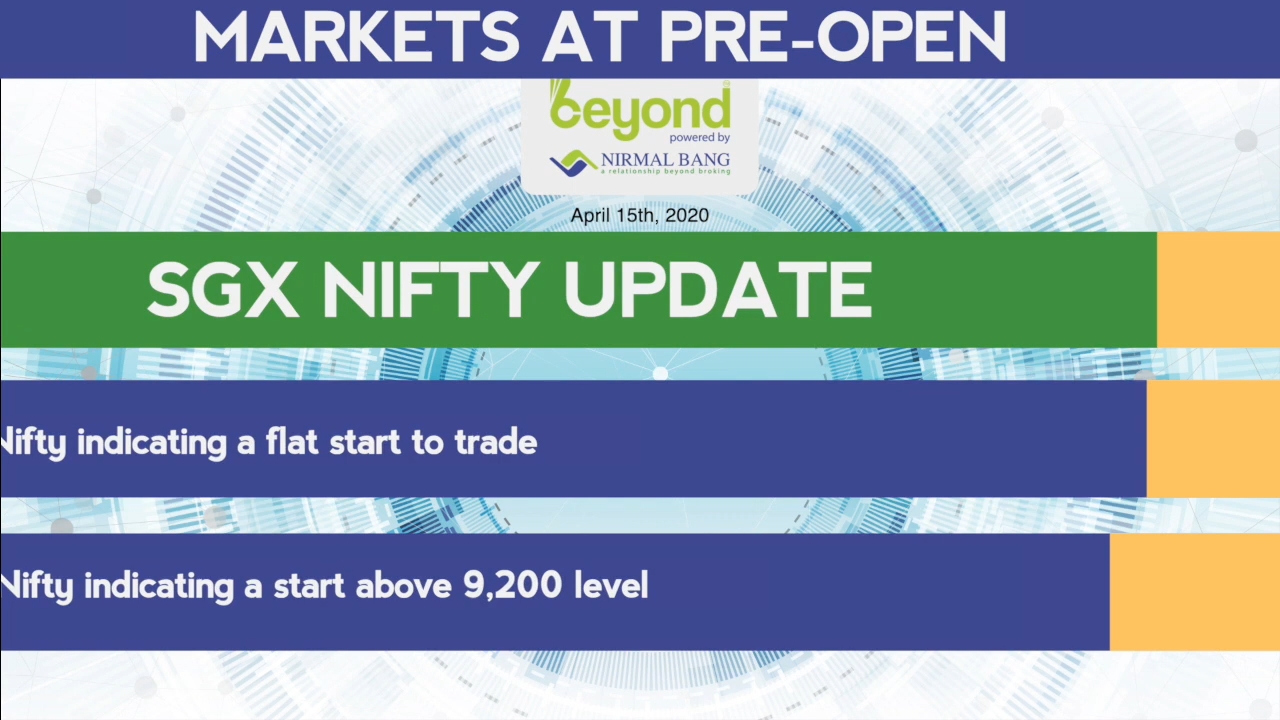 MARKETS AT PRE-OPEN
beyond
powered by
NIRMAL BANG
a relationship beyond broking
April 15th, 2020
SGX NIFTY UPDATE
Nifty indicating a flat start to trade
Nifty indicating a start above 9,200 level